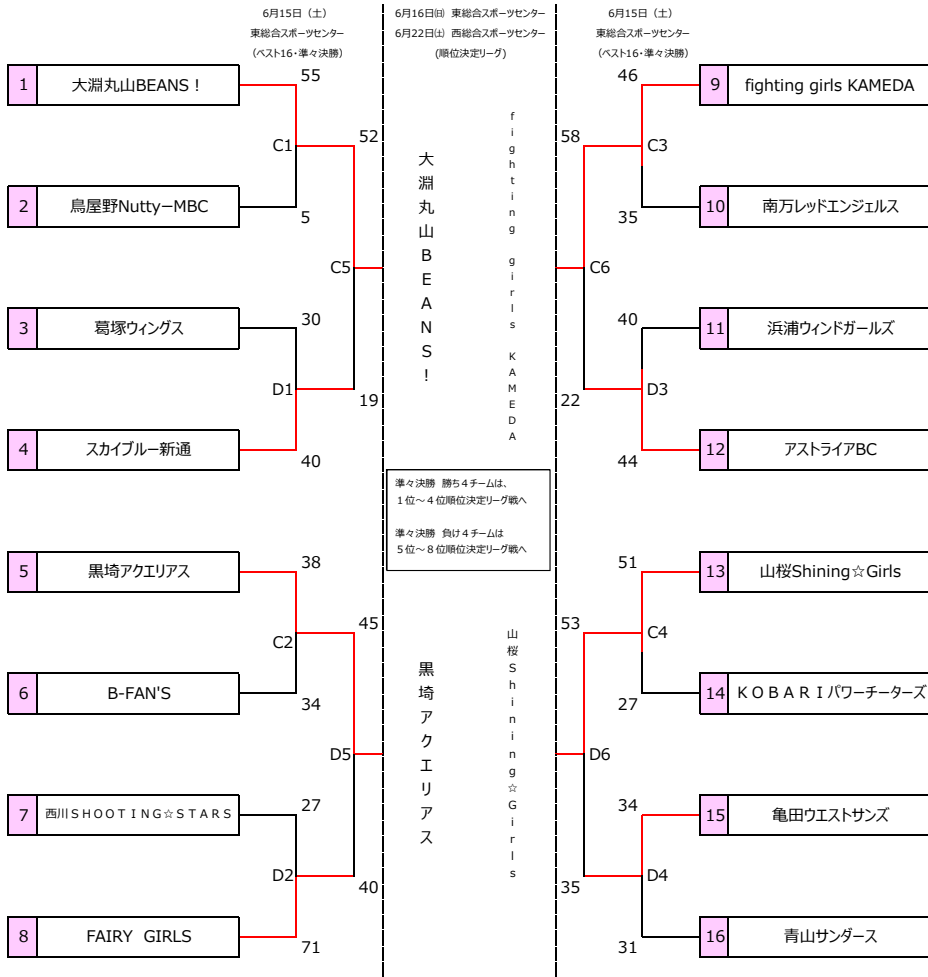 6月15日（土）
東総合スポーツセンター
（ベスト16・準々決勝）
6月16日㈰ 東総合スポーツセンター
6月22日㈯ 西総合スポーツセンター
(順位決定リーグ)
6月15日（土）
東総合スポーツセンター
（ベスト16・準々決勝）
1 大淵丸山BEANS！
55
C1
2 鳥屋野Nutty－MBC
5
52
C5
3 葛塚ウィングス
30
D1
19
4 スカイブルー新通
40
5 黒埼アクエリアス
38
C2
45
6 B-FAN'S
34
D5
7 西川ＳＨＯＯＴＩＮＧ☆ＳＴＡＲＳ
27
D2
40
8 FAIRY GIRLS
71
大淵丸山ＢＥＡＮＳ！
fighting girls KAMEDA
準々決勝 勝ち４チームは、
１位～４位順位決定リーグ戦へ
準々決勝 負け４チームは
５位～８位順位決定リーグ戦へ
黒埼アクエリアス
山桜Shining☆Girls
46
9 fighting girls KAMEDA
58
C3
35
10 南万レッドエンジェルス
C6
40
11 浜浦ウィンドガールズ
22
D3
44
12 アストライアBC
51
13 山桜Shining☆Girls
53
C4
27
14 ＫＯＢＡＲＩパワーチーターズ
D6
34
15 亀田ウエストサンズ
35
D4
31
16 青山サンダース